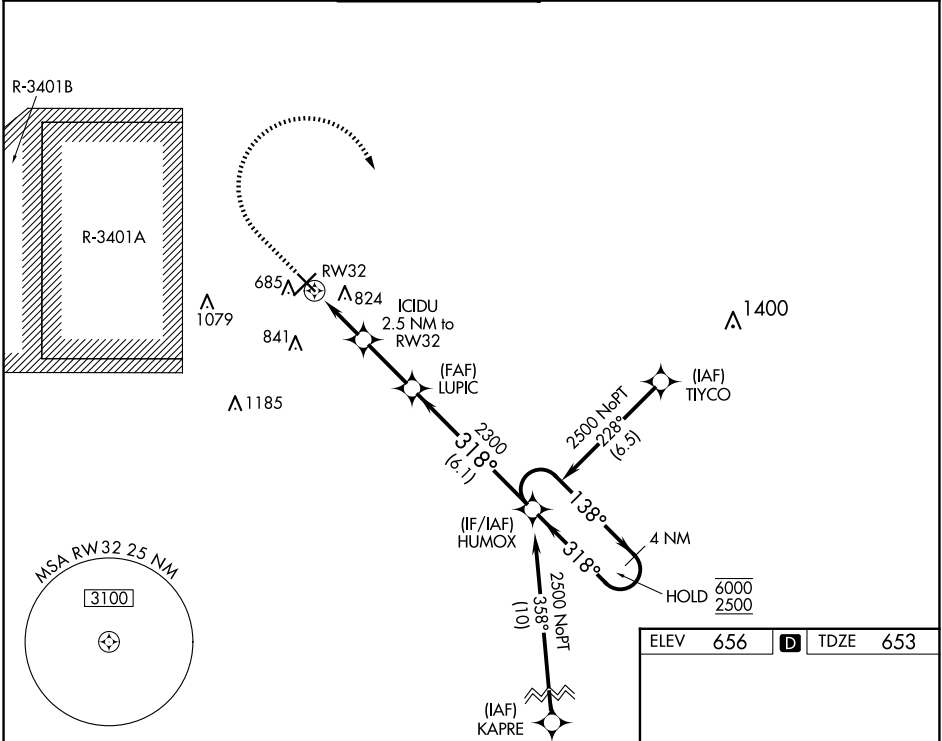 R-3401B
R-3401A
RW32
685
824
1079
841
ICIDU
2.5 NM to
RW32
1400
1185
(FAF)
LUPIC
(IAF)
TIYCO
2500 NoPT
228°
(6.5)
2300
318°
(6.1)
138°
(IF/IAF)
HUMOX
318°
4 NM
HOLD 6000
2500
MSA RW32 25 NM
3100
2500 NoPT
358°
(10)
(IAF)
KAPRE
ELEV 656 D TDZE 653